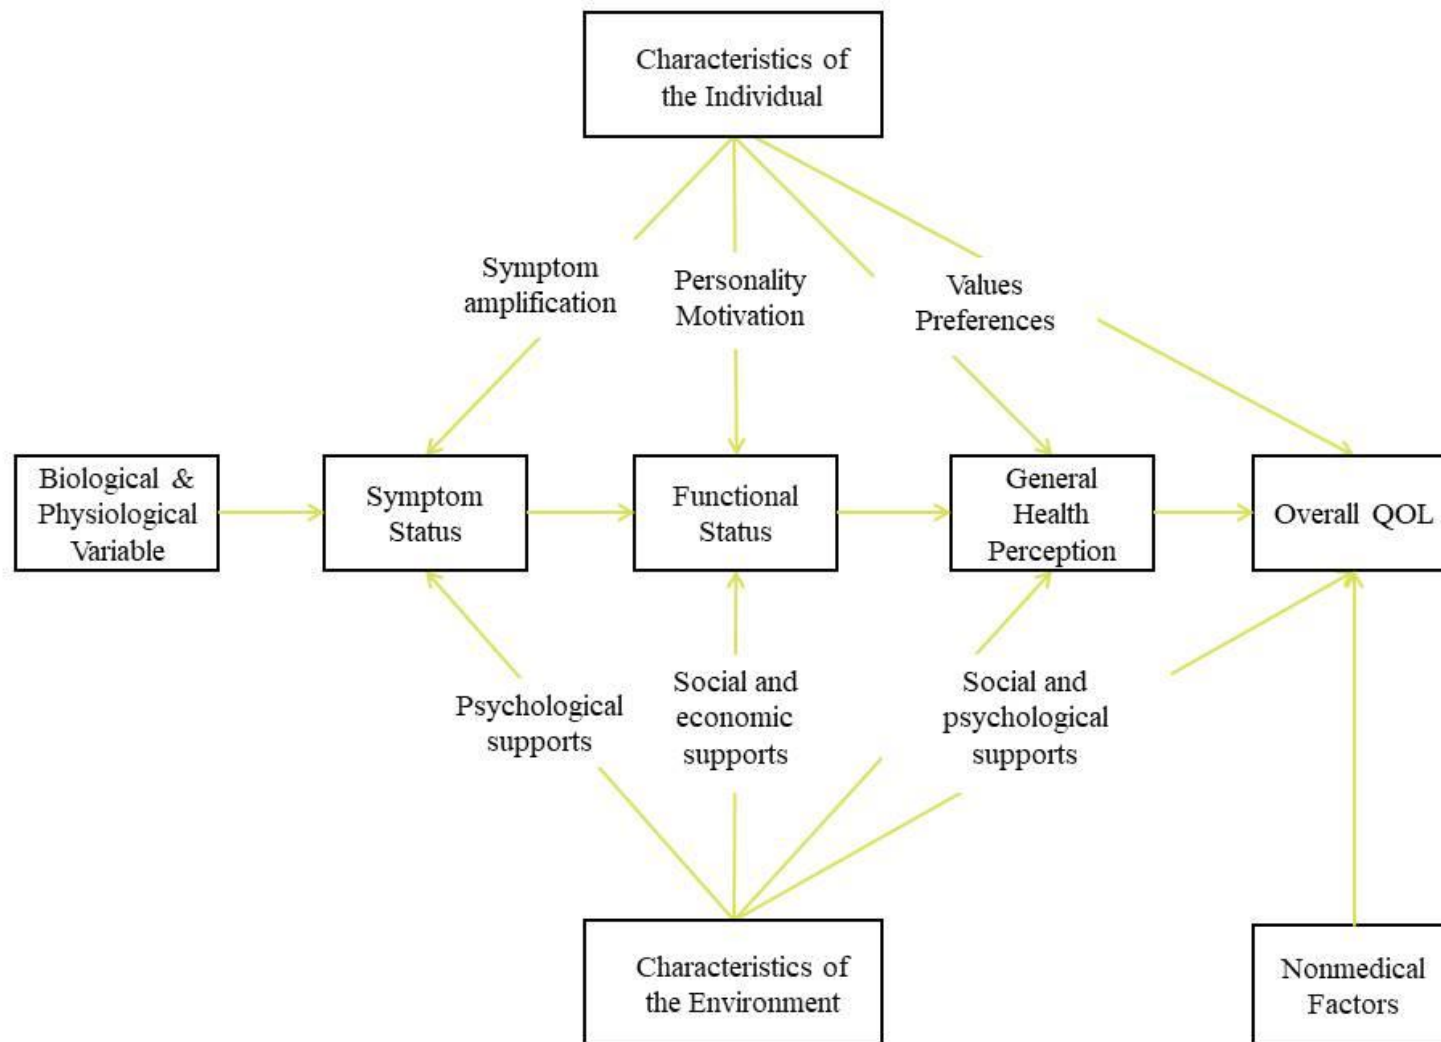 Characteristics of
the Individual
Symptom
amplification
Personality
Motivation
Values
Preferences
Biological &
Physiological
Variable
Symptom
Status
Functional
Status
General
Health
Perception
Overall QOL
Psychological
supports
Social and
economic
supports
Social and
psychological
supports
Characteristics of
the Environment
Nonmedical
Factors